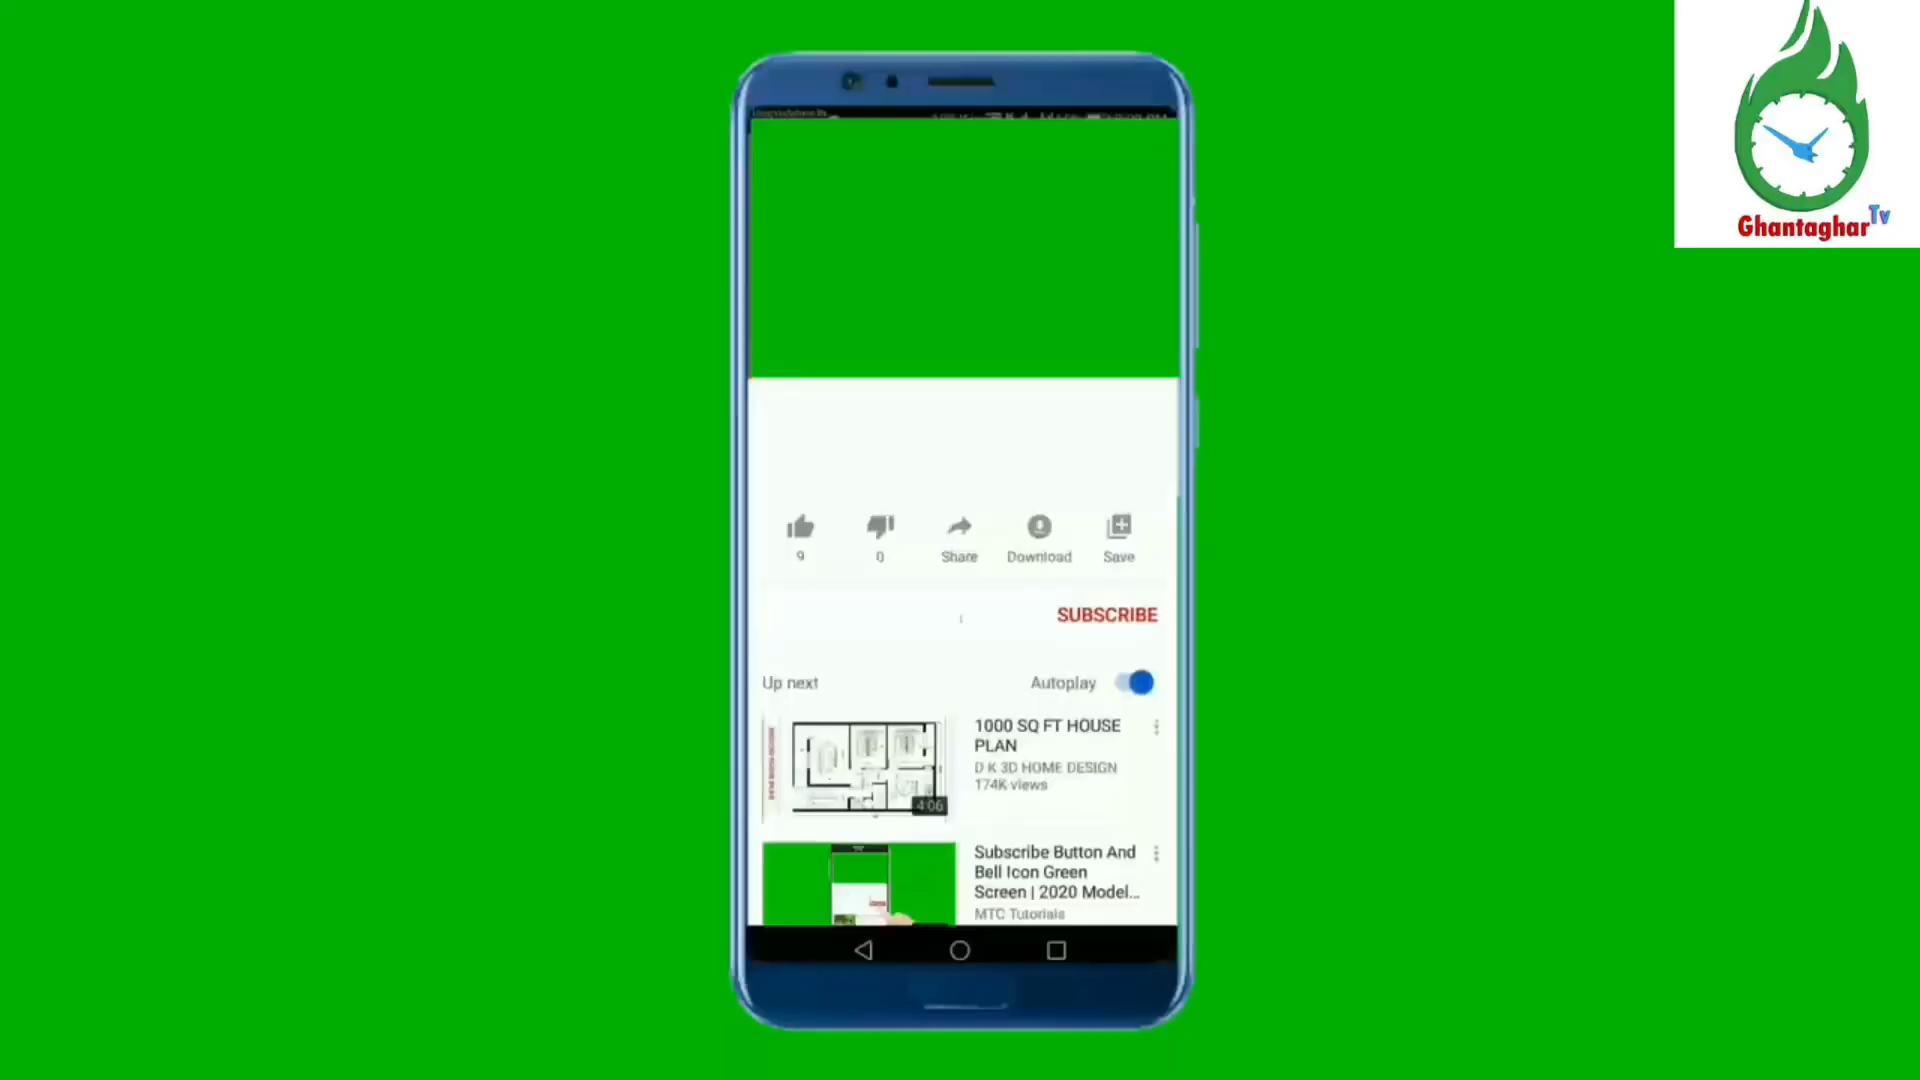 Ghantaghar Tv
9
0
Share
Download
Save
SUBSCRIBE
Up next
Autoplay
1000 SQ FT HOUSE
PLAN
D K 3D HOME DESIGN
174K views
4:06
Subscribe Button And
Bell Icon Green
Screen | 2020 Model...
MTC Tutorials